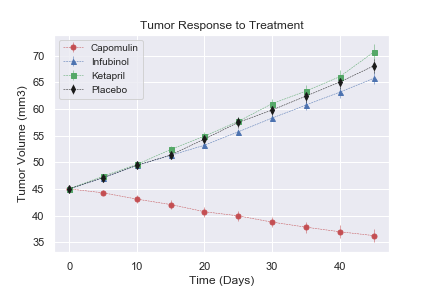 Tumor Response to Treatment
Capomulin
Infubinol
Ketapril
Placebo
70
65
60
55
50
45
40
35
Tumor Volume (mm3)
0 10 20 30 40
Time (Days)